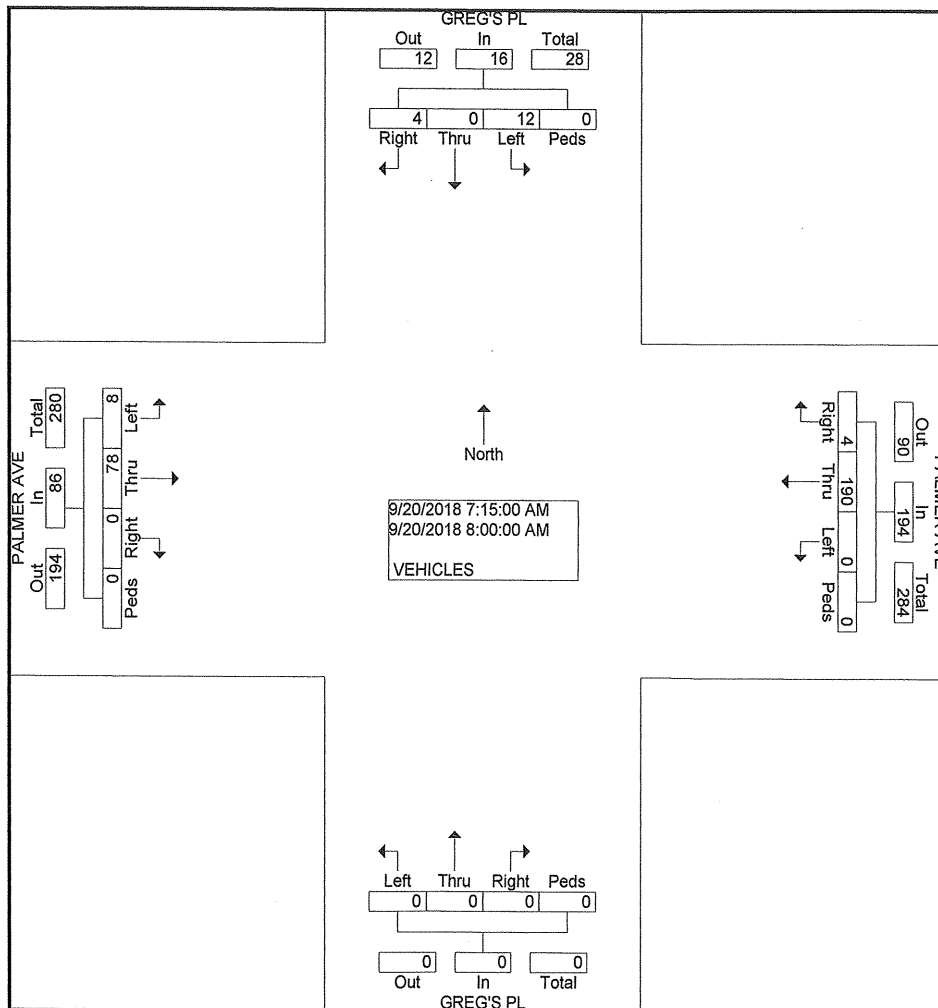 GREG'S PL
Out In Total
12 16 28
4 0 12 0
Right Thru Left Peds
PALMER AVE
Total In Out
280 86 194
8 78 0 0
Left Thru Right Peds
North
9/20/2018 7:15:00 AM
9/20/2018 8:00:00 AM
VEHICLES
Right Thru Left Peds
4 190 0 0
90 194 284
Out In Total
PALMER AVE
Left Thru Right Peds
0 0 0 0
0 0 0
Out In Total
GREG'S PL